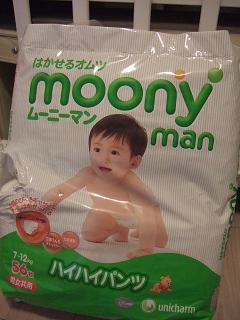 はかせるオムツ
moony
ムーニーマン
man
7-12kg
56枚
男女共用
ハイハイパンツ
unicharm